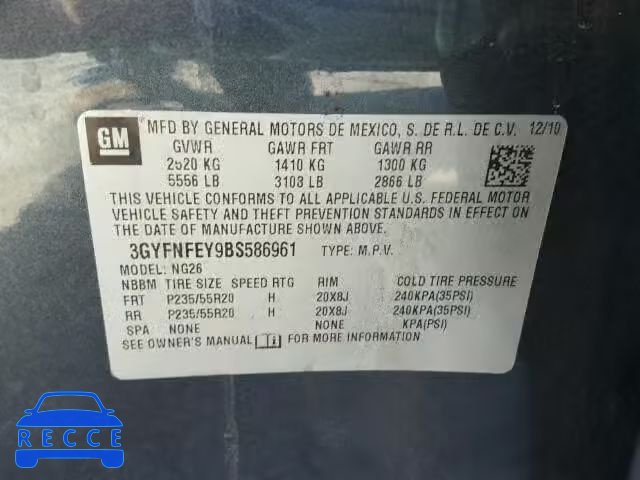 GM
MFD BY GENERAL MOTORS DE MEXICO, S. DE R.L. DE C.V. 12/10
GVWR GAWR FRT GAWR RR
2520 KG 1410 KG 1300 KG
5556 LB 3108 LB 2866 LB
THIS VEHICLE CONFORMS TO ALL APPLICABLE U.S. FEDERAL MOTOR
VEHICLE SAFETY AND THEFT PREVENTION STANDARDS IN EFFECT ON
THE DATE OF MANUFACTURE SHOWN ABOVE.
3GYFNFEY9BS586961 TYPE: M.P.V.
MODEL: NG26
NBBM TIRE SIZE SPEED RTG RIM COLD TIRE PRESSURE
FRT P235/55R20 H 20X8J 240KPA(35PSI)
RR P235/55R20 H 20X8J 240KPA(35PSI)
SPA NONE NONE KPA(PSI)
SEE OWNER'S MANUAL FOR MORE INFORMATION
RECCE